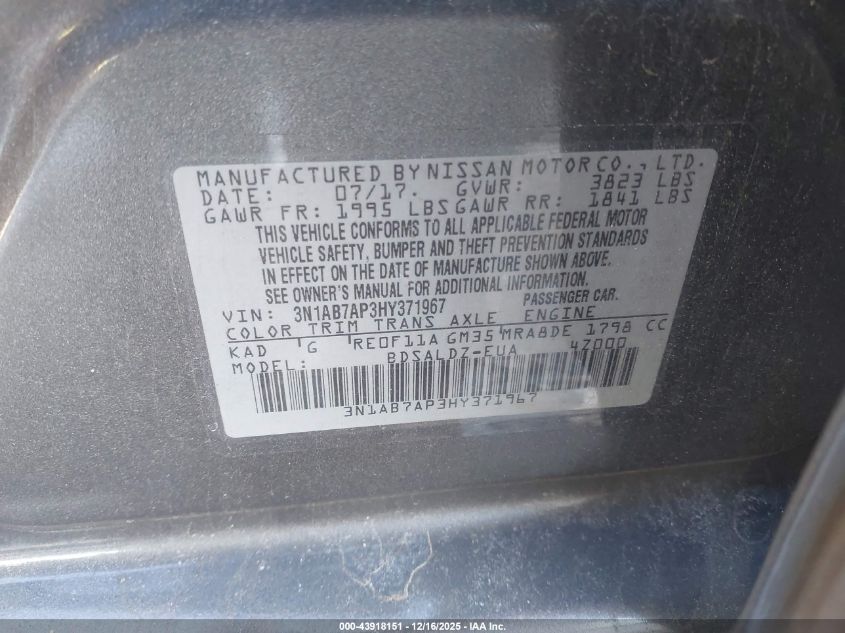 MANUFACTURED BY NISSAN MOTOR CO., LTD.
DATE: 07/17. GVWR: 3823 LBS
GAWR FR: 1995 LBS GAWR RR: 1841 LBS
THIS VEHICLE CONFORMS TO ALL APPLICABLE FEDERAL MOTOR
VEHICLE SAFETY, BUMPER AND THEFT PREVENTION STANDARDS
IN EFFECT ON THE DATE OF MANUFACTURE SHOWN ABOVE.
SEE OWNER'S MANUAL FOR ADDITIONAL INFORMATION.
VIN: 3N1AB7AP3HY371967 PASSENGER CAR.
COLOR TRIM TRANS AXLE ENGINE
KAD G RE0F11A GM35 MRA8DE 1798 CC
MODEL: BDSALDZ-EUA 4Z000
3N1AB7AP3HY371967
000-43918151 - 12/16/2025 - IAA Inc.